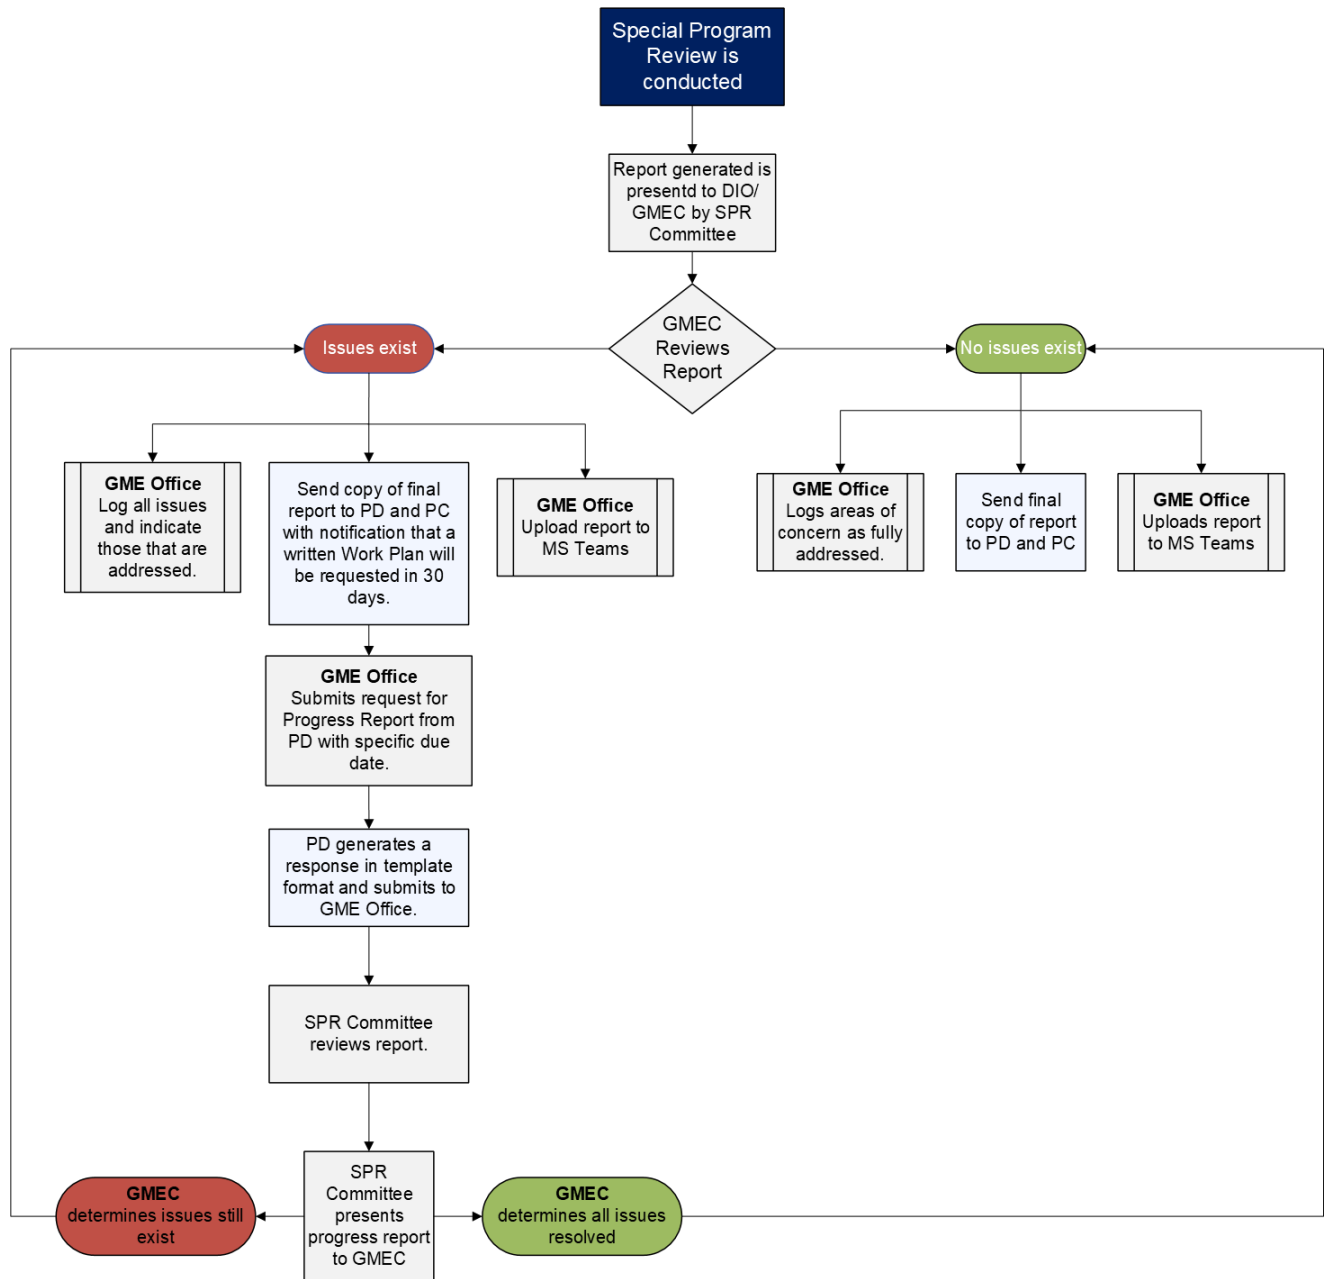 Special Program
Review is
conducted
Report generated is
presentd to DIO/
GMEC by SPR
Committee
GMEC
Reviews
Report
Issues exist
No issues exist
GME Office
Log all issues
and indicate
those that are
addressed.
Send copy of final
report to PD and PC
with notification that a
written Work Plan will
be requested in 30
days.
GME Office
Upload report to
MS Teams
GME Office
Logs areas of
concern as fully
addressed.
Send final
copy of report
to PD and PC
GME Office
Uploads report
to MS Teams
GME Office
Submits request for
Progress Report from
PD with specific due
date.
PD generates a
response in template
format and submits to
GME Office.
SPR Committee
reviews report.
SPR
Committee
presents
progress report
to GMEC
GMEC
determines issues still
exist
GMEC
determines all issues
resolved